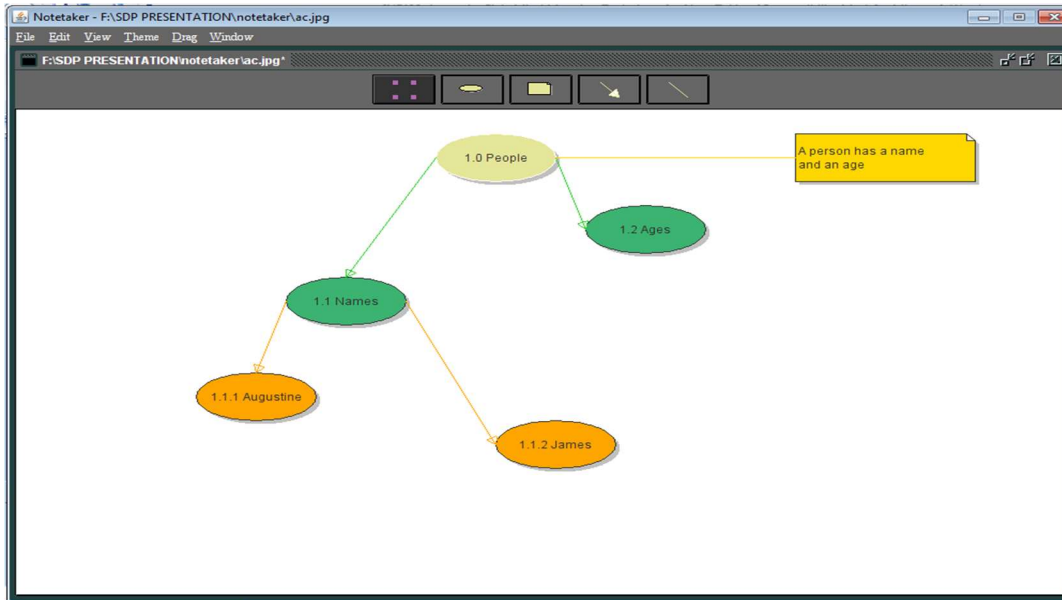 Notetaker - F:\SDP PRESENTATION\notetaker\ac.jpg
File Edit View Theme Drag Window
F:\SDP PRESENTATION\notetaker\ac.jpg*
1.0 People
A person has a name
and an age
1.2 Ages
1.1 Names
1.1.1 Augustine
1.1.2 James